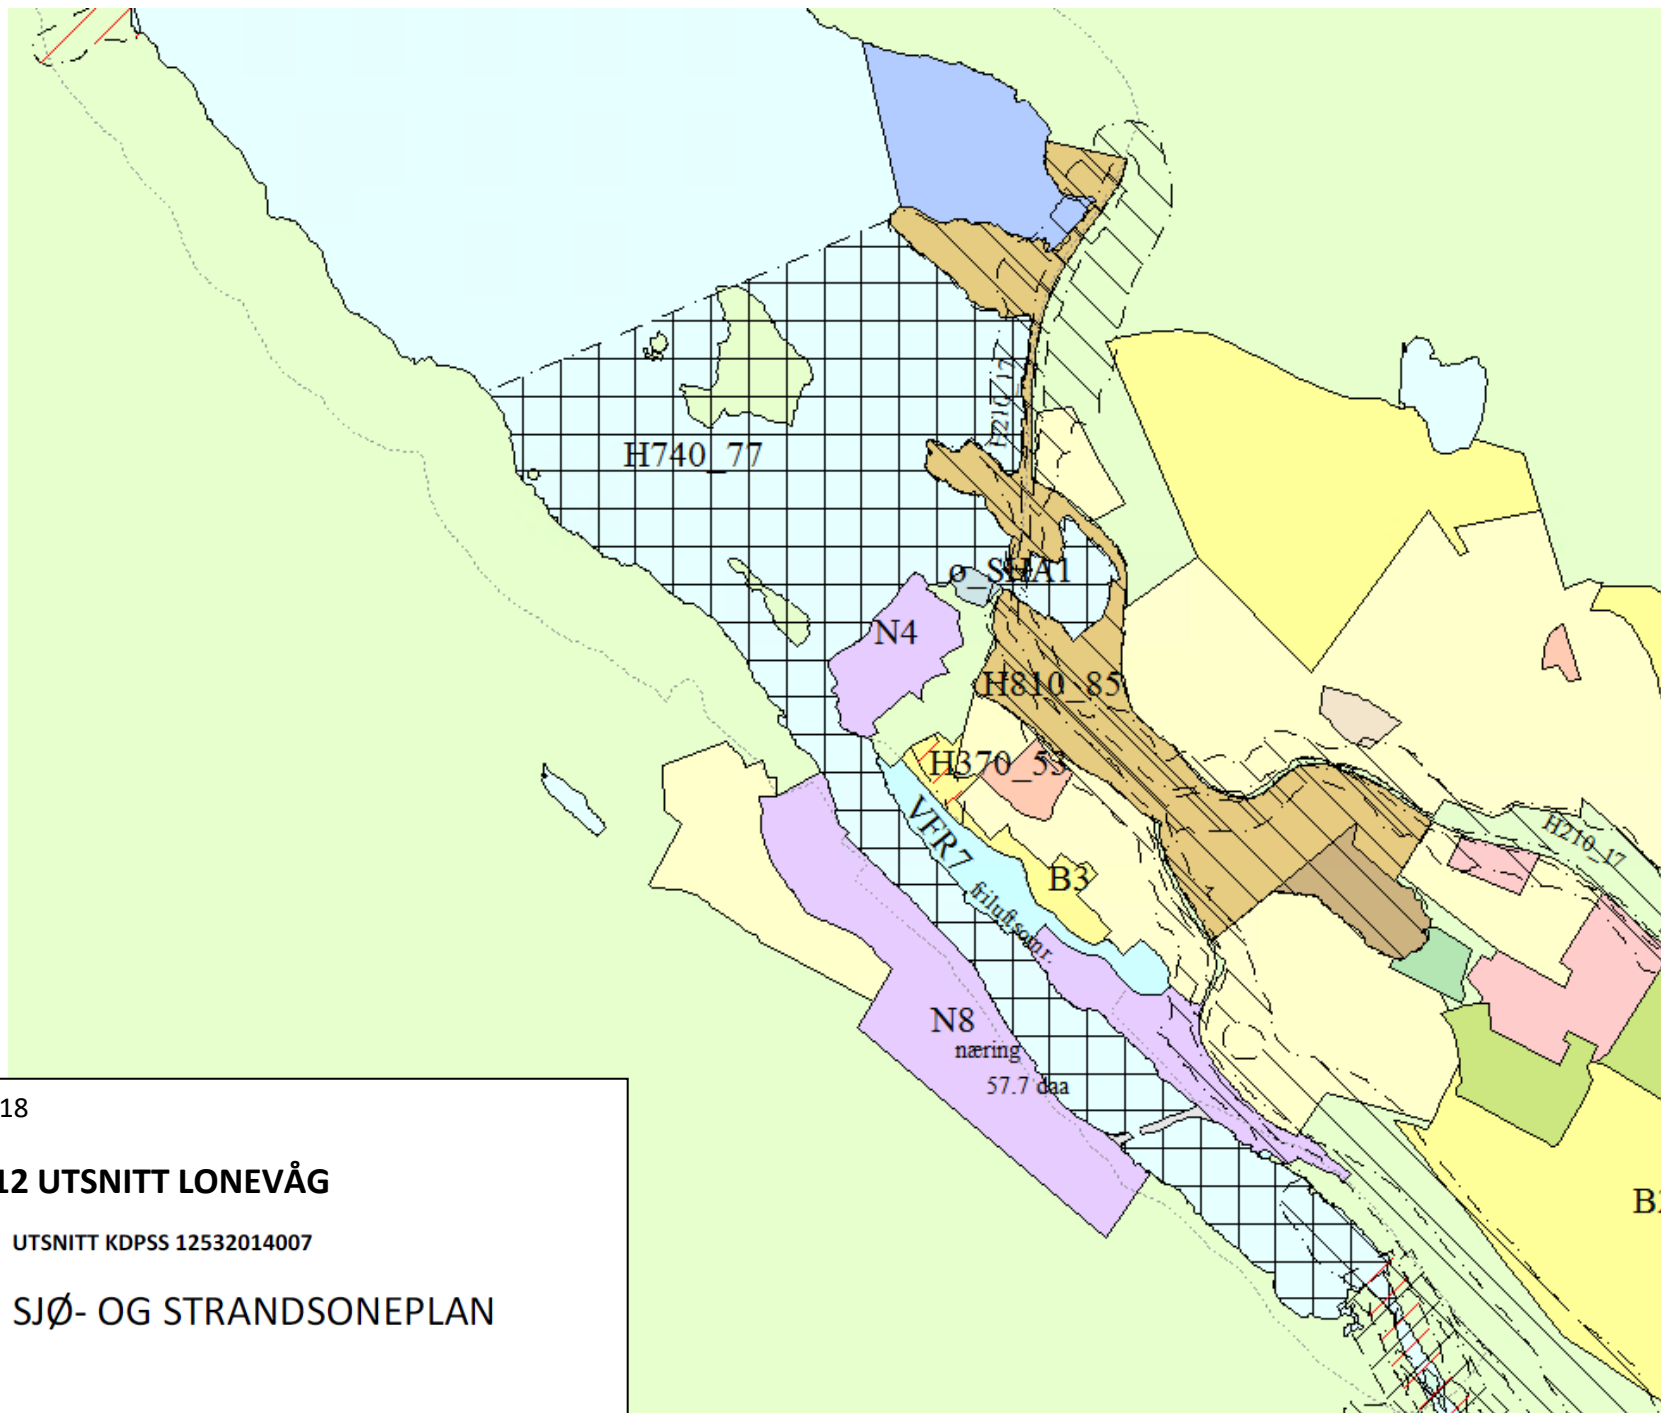 H210_17
H740_77
o_SHA1
N4
H810_85
H370_53
VFR7
friluftsomr.
B3
H210_17
N8
næring
57.7 daa
18
12 UTSNITT LONEVÅG
UTSNITT KDPSS 12532014007
SJØ- OG STRANDSONEPLAN